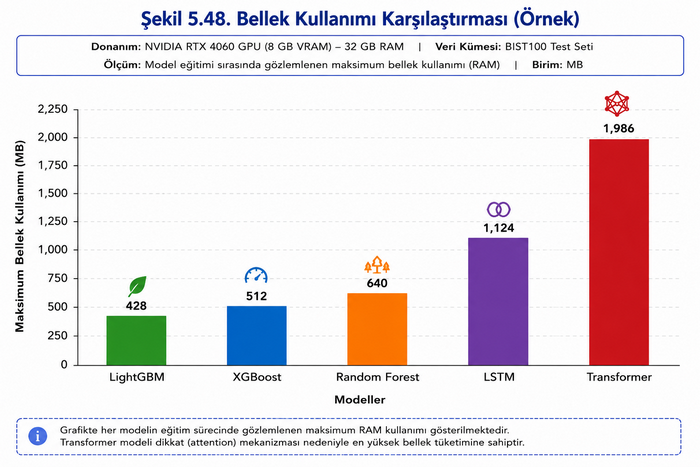 Şekil 5.48. Bellek Kullanımı Karşılaştırması (Örnek)
Donanım: NVIDIA RTX 4060 GPU (8 GB VRAM) – 32 GB RAM | Veri Kümesi: BIST100 Test Seti
Ölçüm: Model eğitimi sırasında gözlemlenen maksimum bellek kullanımı (RAM) | Birim: MB
Maksimum Bellek Kullanımı (MB)
2,250
2,000
1,750
1,500
1,250
1,000
750
500
250
0
428
512
640
1,124
1,986
LightGBM
XGBoost
Random Forest
LSTM
Transformer
Modeller
Grafikte her modelin eğitim sürecinde gözlemlenen maksimum RAM kullanımı gösterilmektedir.
Transformer modeli dikkat (attention) mekanizması nedeniyle en yüksek bellek tüketimine sahiptir.